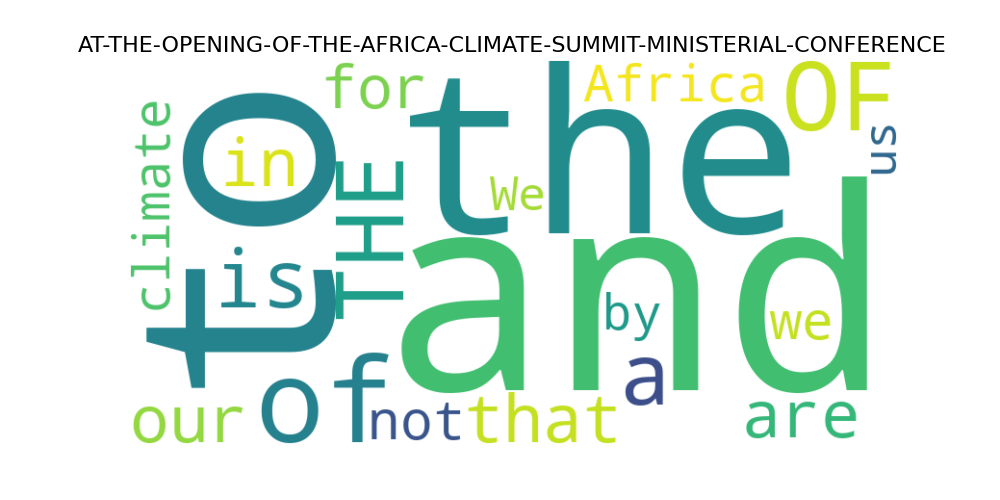 AT-THE-OPENING-OF-THE-AFRICA-CLIMATE-SUMMIT-MINISTERIAL-CONFERENCE
for
the
Africa
OF
climate
to
in
THE
We
us
is
and
by
we
our
of
not
that
a
are